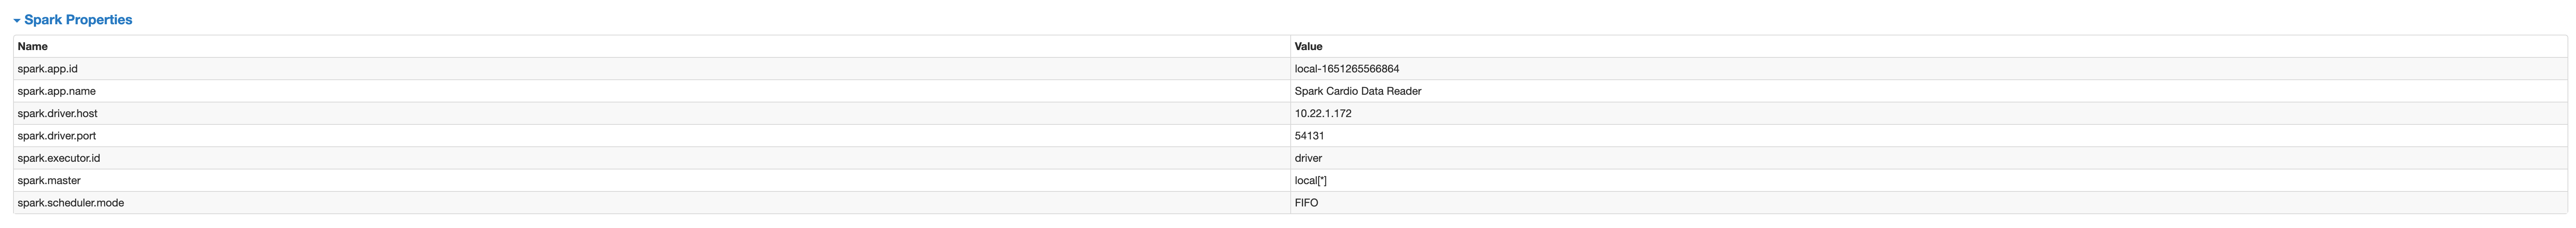 Spark Properties
Name Value
spark.app.id local-1651265566864
spark.app.name Spark Cardio Data Reader
spark.driver.host 10.22.1.172
spark.driver.port 54131
spark.executor.id driver
spark.master local[*]
spark.scheduler.mode FIFO